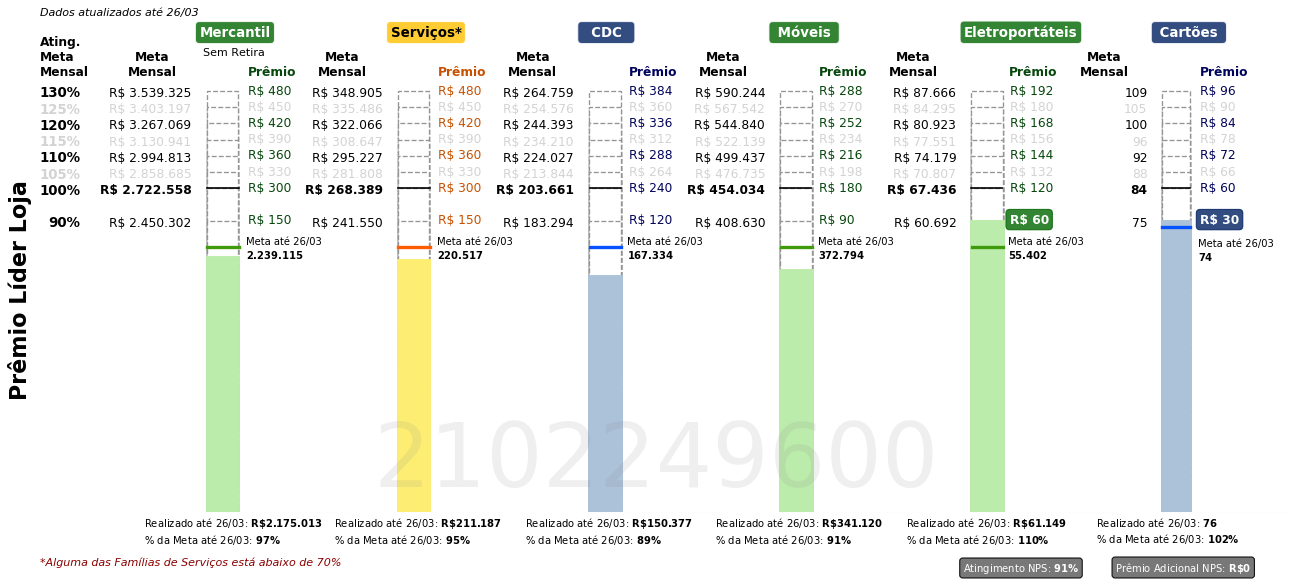 Dados atualizados até 26/03
Mercantil Serviços* CDC Móveis Eletroportáteis Cartões
Sem Retira
Ating. Meta Mensal Meta Mensal Prêmio Meta Mensal Prêmio Meta Mensal Prêmio Meta Mensal Prêmio Meta Mensal Prêmio Meta Mensal Prêmio
130% R$ 3.539.325 R$ 480 R$ 348.905 R$ 480 R$ 264.759 R$ 384 R$ 590.244 R$ 288 R$ 87.666 R$ 192 109 R$ 96
125% R$ 3.403.197 R$ 450 R$ 335.486 R$ 450 R$ 254.576 R$ 360 R$ 567.542 R$ 270 R$ 84.295 R$ 180 105 R$ 90
120% R$ 3.267.069 R$ 420 R$ 322.066 R$ 420 R$ 244.393 R$ 336 R$ 544.840 R$ 252 R$ 80.923 R$ 168 100 R$ 84
115% R$ 3.130.941 R$ 390 R$ 308.647 R$ 390 R$ 234.210 R$ 312 R$ 522.139 R$ 234 R$ 77.551 R$ 156 96 R$ 78
110% R$ 2.994.813 R$ 360 R$ 295.227 R$ 360 R$ 224.027 R$ 288 R$ 499.437 R$ 216 R$ 74.179 R$ 144 92 R$ 72
105% R$ 2.858.685 R$ 330 R$ 281.808 R$ 330 R$ 213.844 R$ 264 R$ 476.735 R$ 198 R$ 70.807 R$ 132 88 R$ 66
100% R$ 2.722.558 R$ 300 R$ 268.389 R$ 300 R$ 203.661 R$ 240 R$ 454.034 R$ 180 R$ 67.436 R$ 120 84 R$ 60
90% R$ 2.450.302 R$ 150 R$ 241.550 R$ 150 R$ 183.294 R$ 120 R$ 408.630 R$ 90 R$ 60.692 R$ 60 75 R$ 30
Meta até 26/03 Meta até 26/03 Meta até 26/03 Meta até 26/03 Meta até 26/03 Meta até 26/03
2.239.115 220.517 167.334 372.794 55.402 74
Prêmio Líder Loja
2102249600
Realizado até 26/03: R$2.175.013 Realizado até 26/03: R$211.187 Realizado até 26/03: R$150.377 Realizado até 26/03: R$341.120 Realizado até 26/03: R$61.149 Realizado até 26/03: 76
% da Meta até 26/03: 97% % da Meta até 26/03: 95% % da Meta até 26/03: 89% % da Meta até 26/03: 91% % da Meta até 26/03: 110% % da Meta até 26/03: 102%
*Alguma das Famílias de Serviços está abaixo de 70%
Atingimento NPS: 91% Prêmio Adicional NPS: R$0